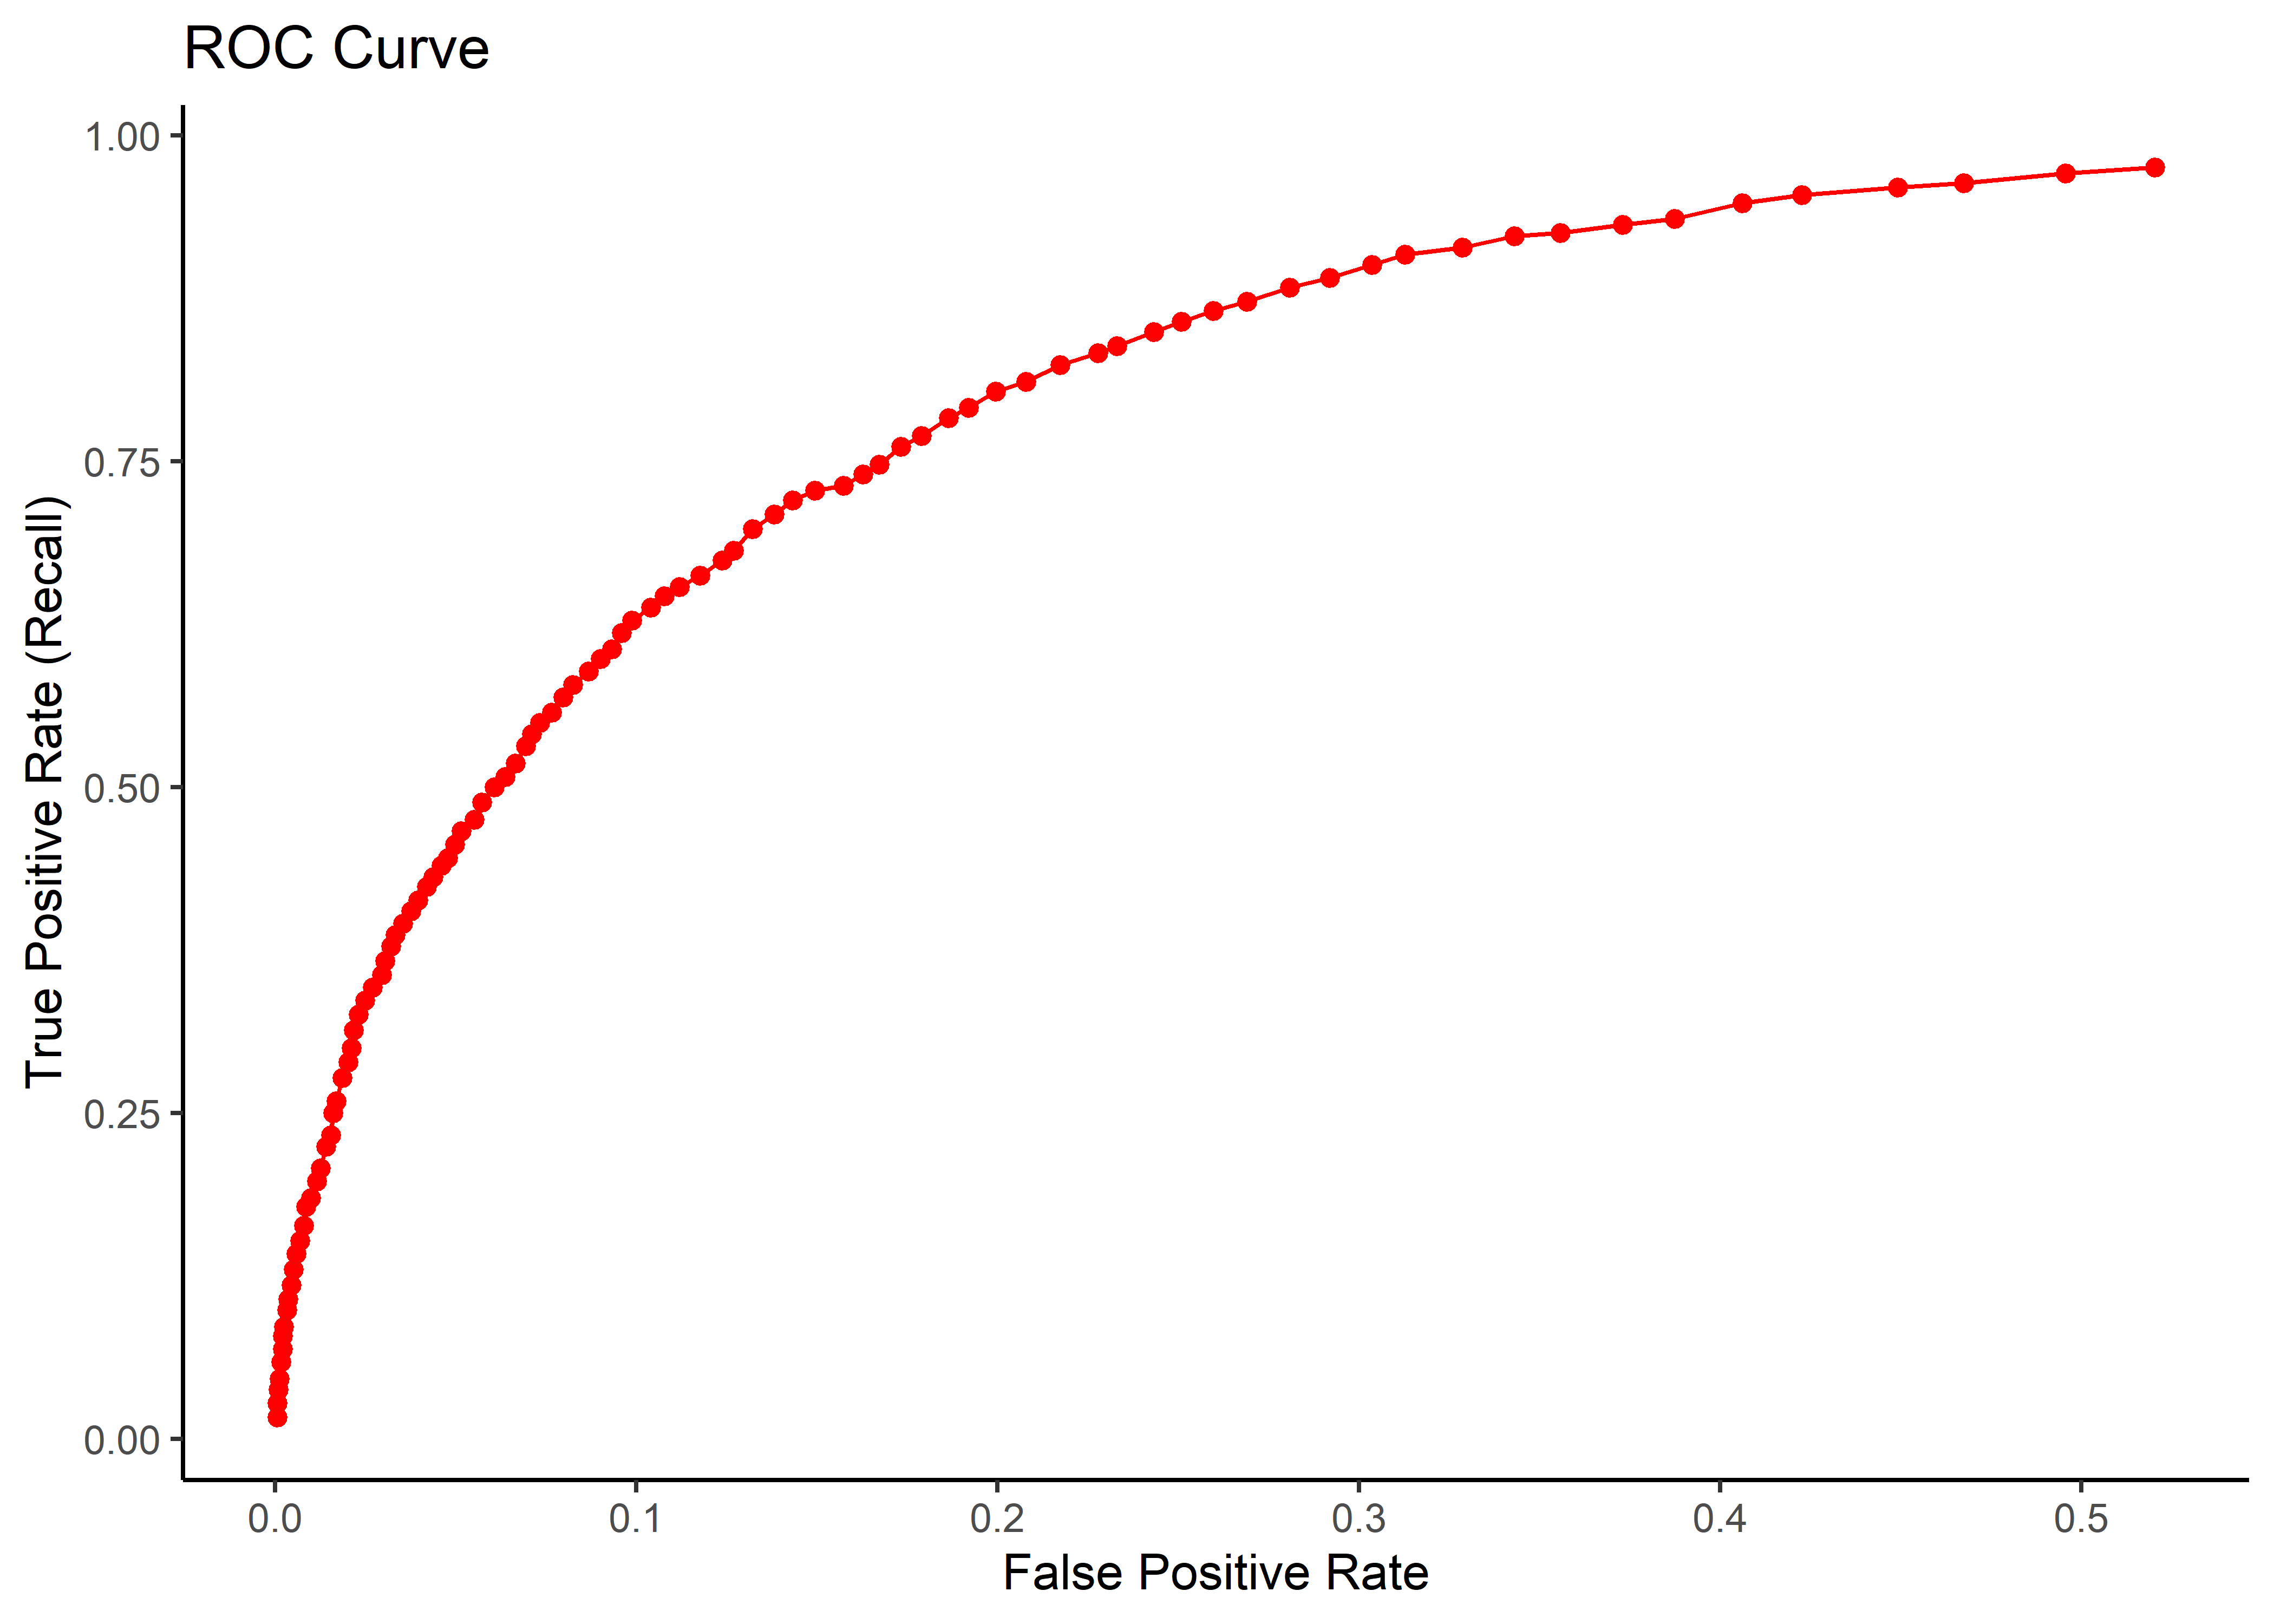 ROC Curve
True Positive Rate (Recall)
1.00
0.75
0.50
0.25
0.00
0.0 0.1 0.2 0.3 0.4 0.5
False Positive Rate